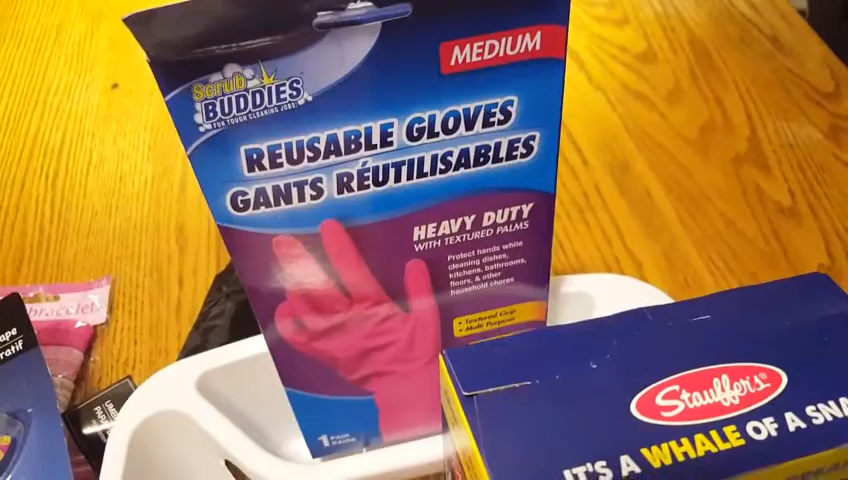 MEDIUM
Scrub
BUDDIES
FOR TOUGH CLEANING JOBS!
REUSABLE GLOVES
GANTS RÉUTILISABLES
HEAVY DUTY
WITH TEXTURED PALMS
Protect hands while
cleaning dishes,
kitchens, bathrooms,
floors, & other
household chores
• Textured Grip
• Multi Purpose
1 PAIR
bracelet
Stauffer's
IT'S A WHALE OF A SNA